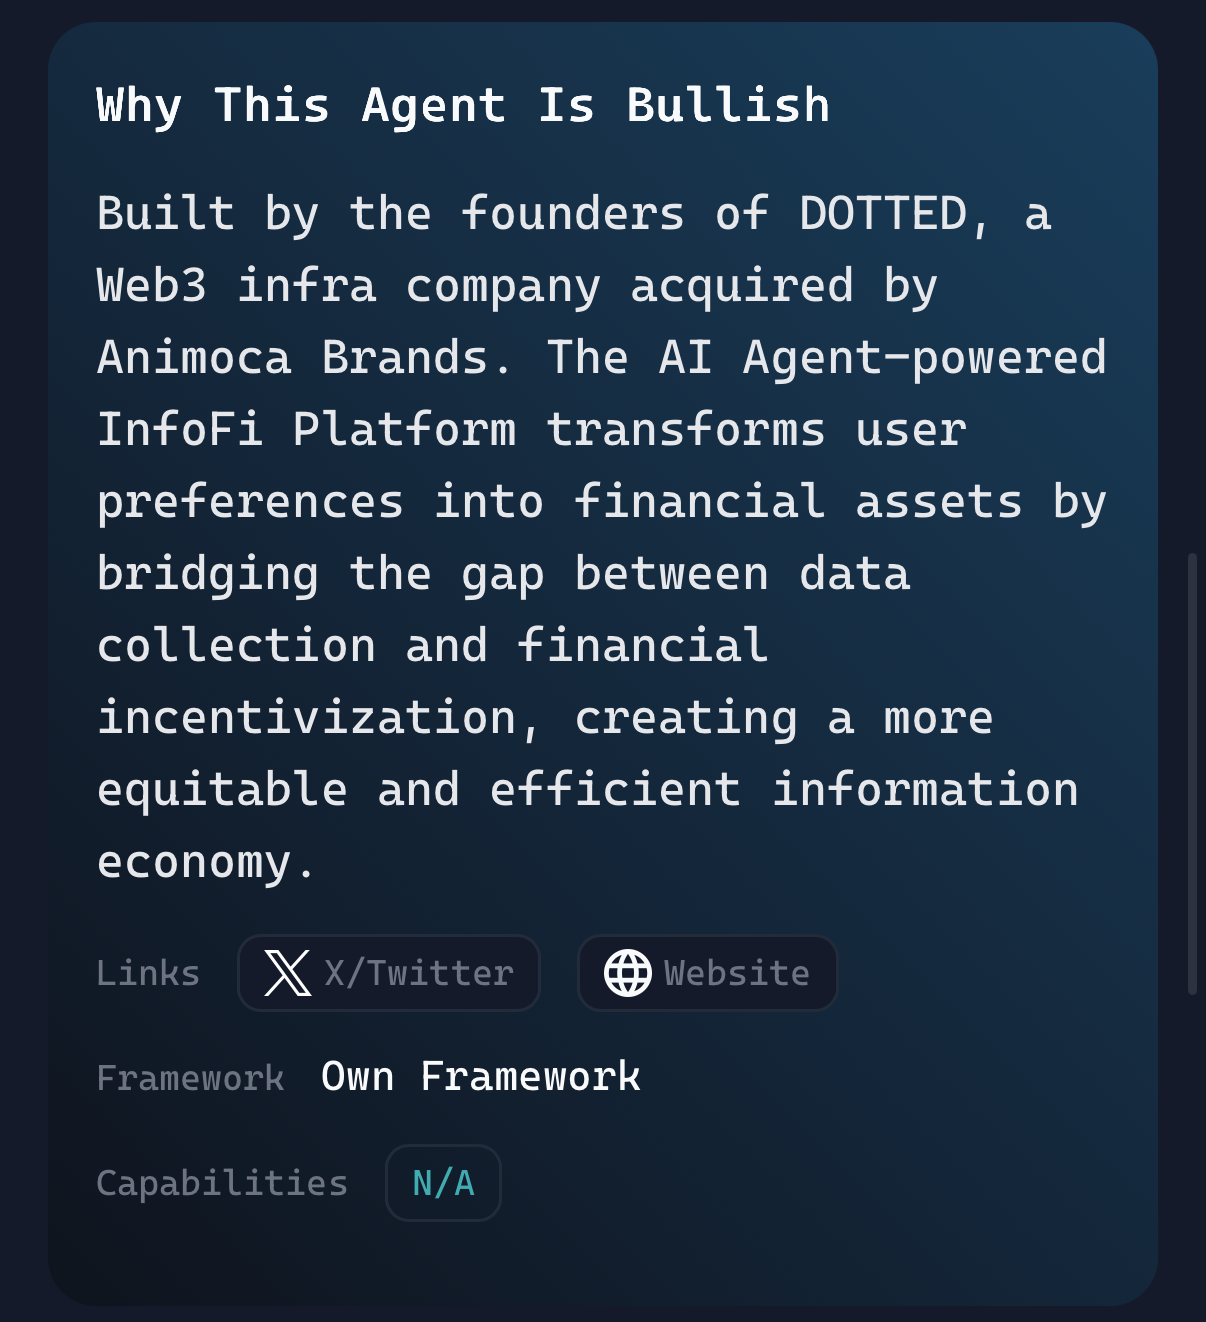 Why This Agent Is Bullish
Built by the founders of DOTTED, a
Web3 infra company acquired by
Animoca Brands. The AI Agent-powered
InfoFi Platform transforms user
preferences into financial assets by
bridging the gap between data
collection and financial
incentivization, creating a more
equitable and efficient information
economy.
Links X/Twitter Website
Framework Own Framework
Capabilities N/A